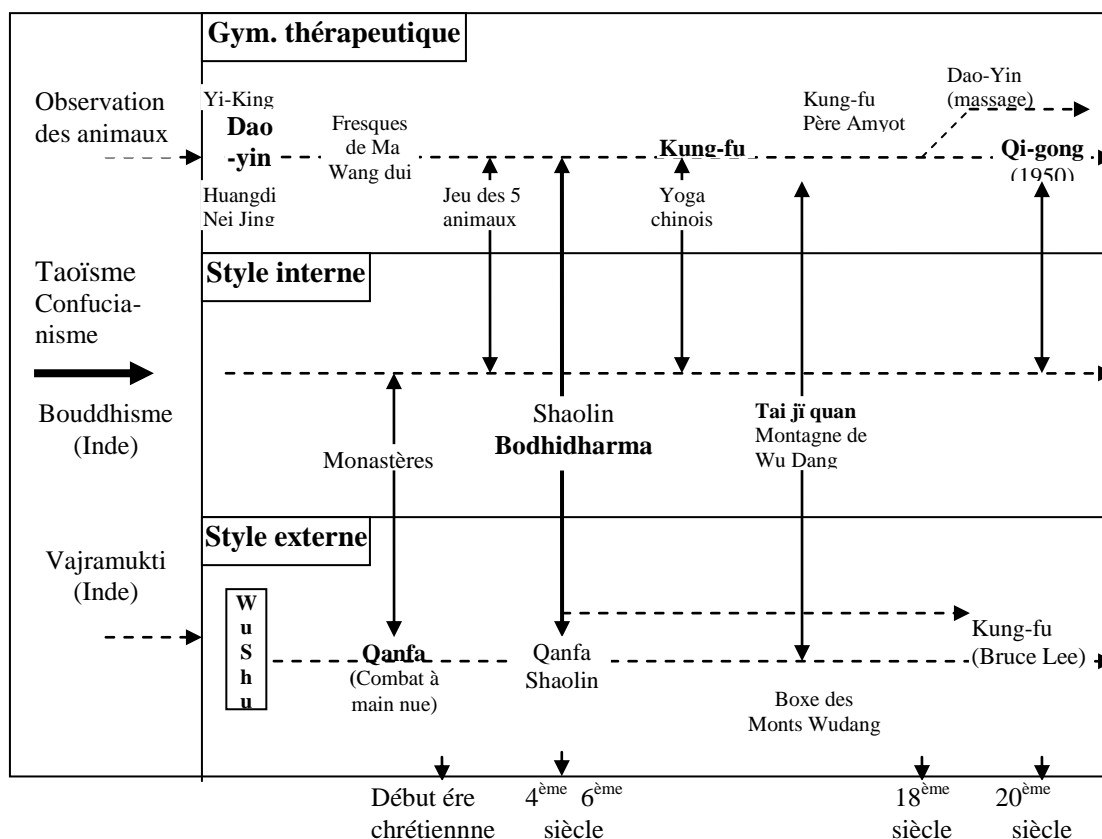 Gym. thérapeutique
Observation
des animaux
Yi-King
Dao
-yin
Huangdi
Nei Jing
Fresques
de Ma
Wang dui
Jeu des 5
animaux
Kung-fu
Yoga
chinois
Kung-fu
Père Amyot
Dao-Yin
(massage)
Qi-gong
(1950)
Taoïsme
Confucia-
nisme
Bouddhisme
(Inde)
Style interne
Monastères
Shaolin
Bodhidharma
Tai jï quan
Montagne de
Wu Dang
Vajramukti
(Inde)
Style externe
W
u
S
h
u
Qanfa
(Combat à
main nue)
Qanfa
Shaolin
Boxe des
Monts Wudang
Kung-fu
(Bruce Lee)
Début ére
chrétiennne
4ème 6ème
siècle
18ème
siècle
20ème
siècle